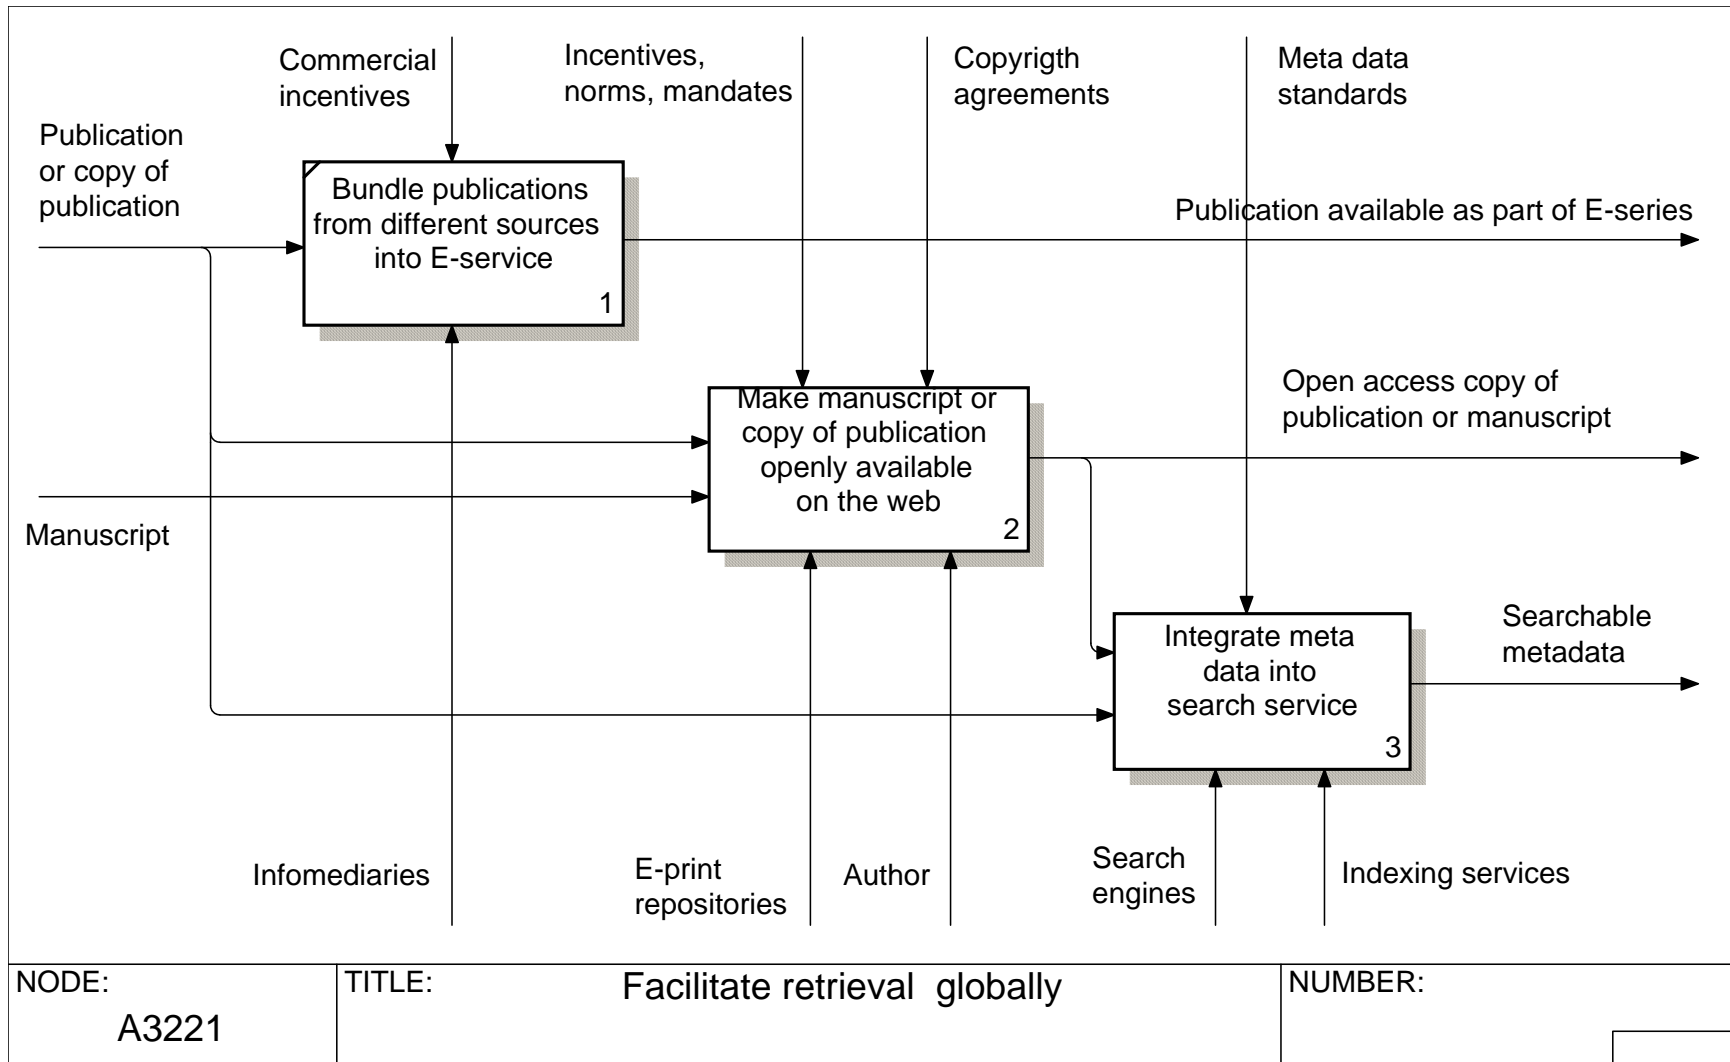 Commercial
incentives
Incentives,
norms, mandates
Copyrigth
agreements
Meta data
standards
Publication
or copy of
publication
Bundle publications
from different sources
into E-service
1
Publication available as part of E-series
Make manuscript or
copy of publication
openly available
on the web
2
Open access copy of
publication or manuscript
Manuscript
Integrate meta
data into
search service
3
Searchable
metadata
Infomediaries
E-print
repositories
Author
Search
engines
Indexing services
NODE:
A3221
TITLE:
Facilitate retrieval globally
NUMBER: